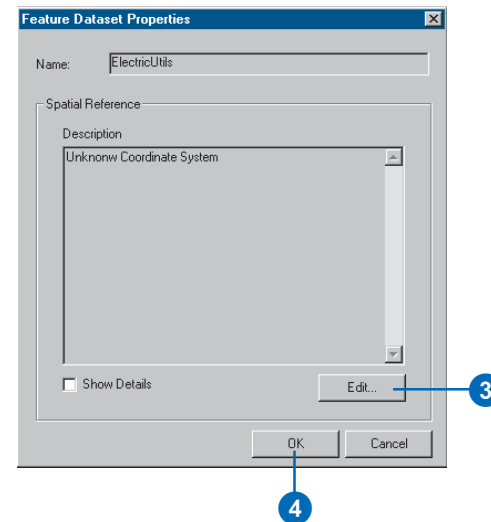 Feature Dataset Properties
Name: ElectricUtils
Spatial Reference
Description
Unknonw Coordinate System
Show Details
Edit...
3
OK
Cancel
4